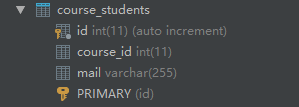 course_students
id int(11) (auto increment)
course_id int(11)
mail varchar(255)
PRIMARY (id)